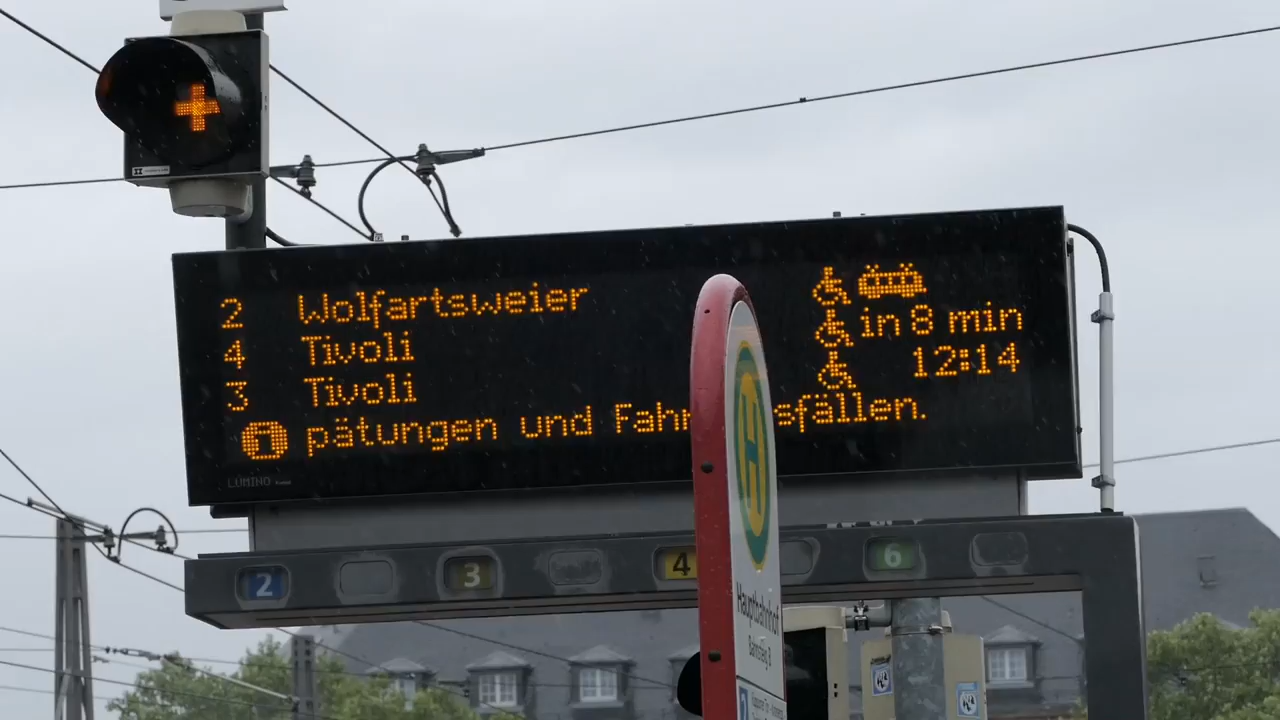 2 Wolfartsweier
4 Tivoli in 8 min
3 Tivoli 12:14
pätungen und Fahr sfällen.
LUMINO
2 3 4 6
H
Hauptbahnhof
Bahnsteig B